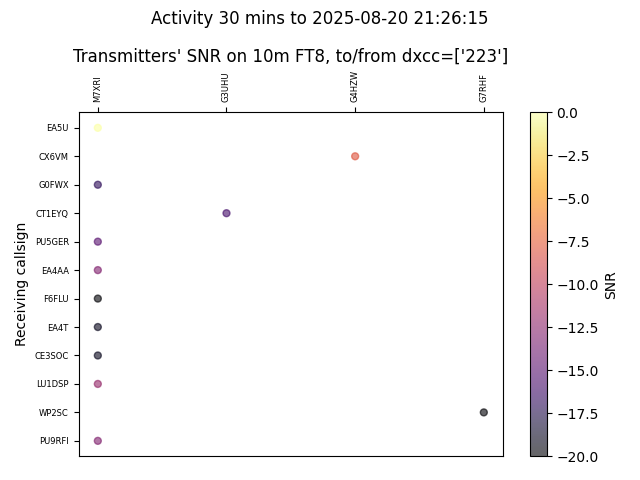 Activity 30 mins to 2025-08-20 21:26:15
Transmitters' SNR on 10m FT8, to/from dxcc=['223']
M7XRI
G3UHU
G4HZW
G7RHF
EA5U
CX6VM
G0FWX
CT1EYQ
PU5GER
EA4AA
F6FLU
EA4T
CE3SOC
LU1DSP
WP2SC
PU9RFI
Receiving callsign
0.0
−2.5
−5.0
−7.5
−10.0
−12.5
−15.0
−17.5
−20.0
SNR